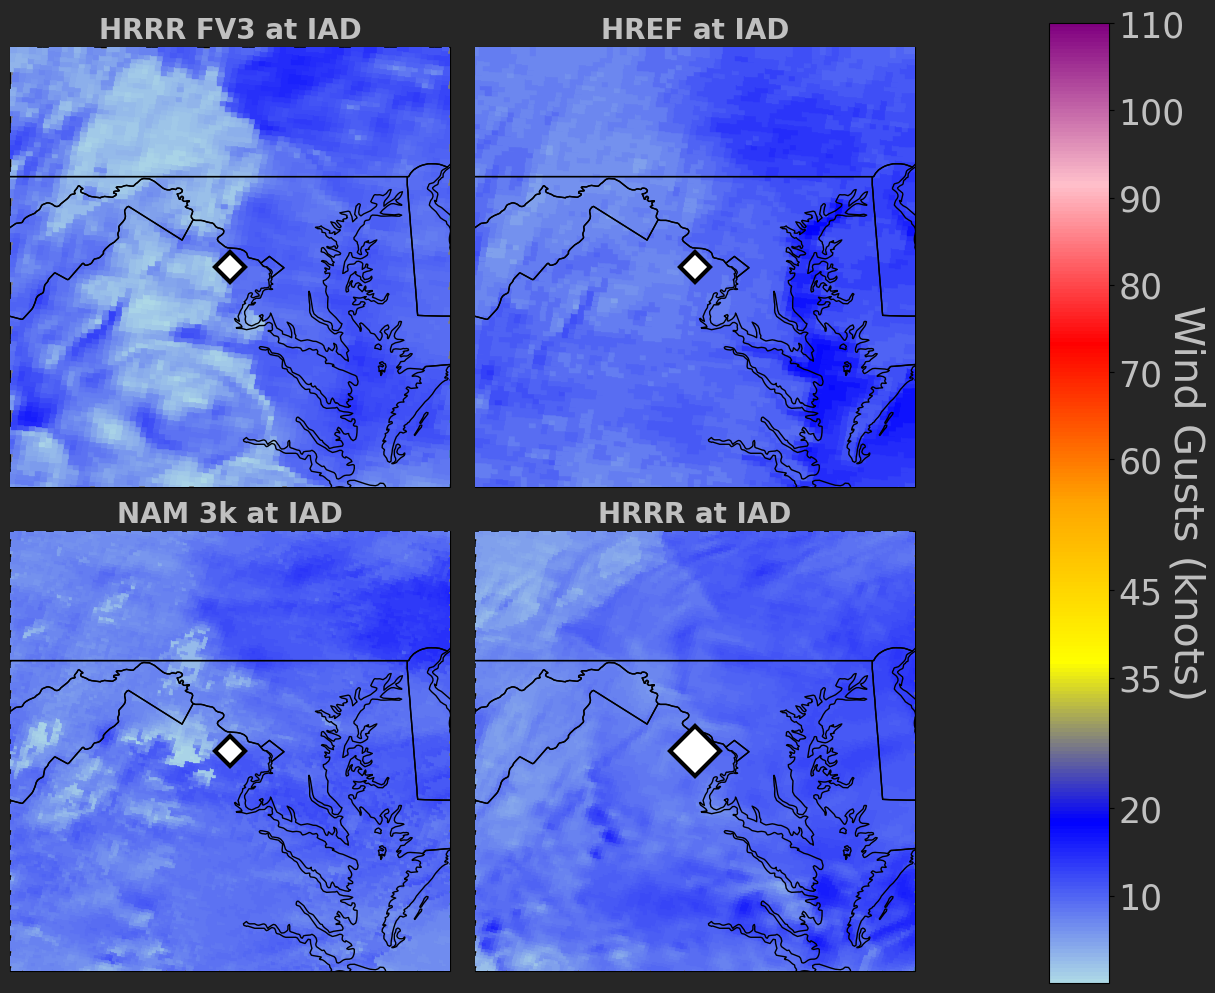 HRRR FV3 at IAD
HREF at IAD
NAM 3k at IAD
HRRR at IAD
110
100
90
80
70
60
45
35
20
10
Wind Gusts (knots)